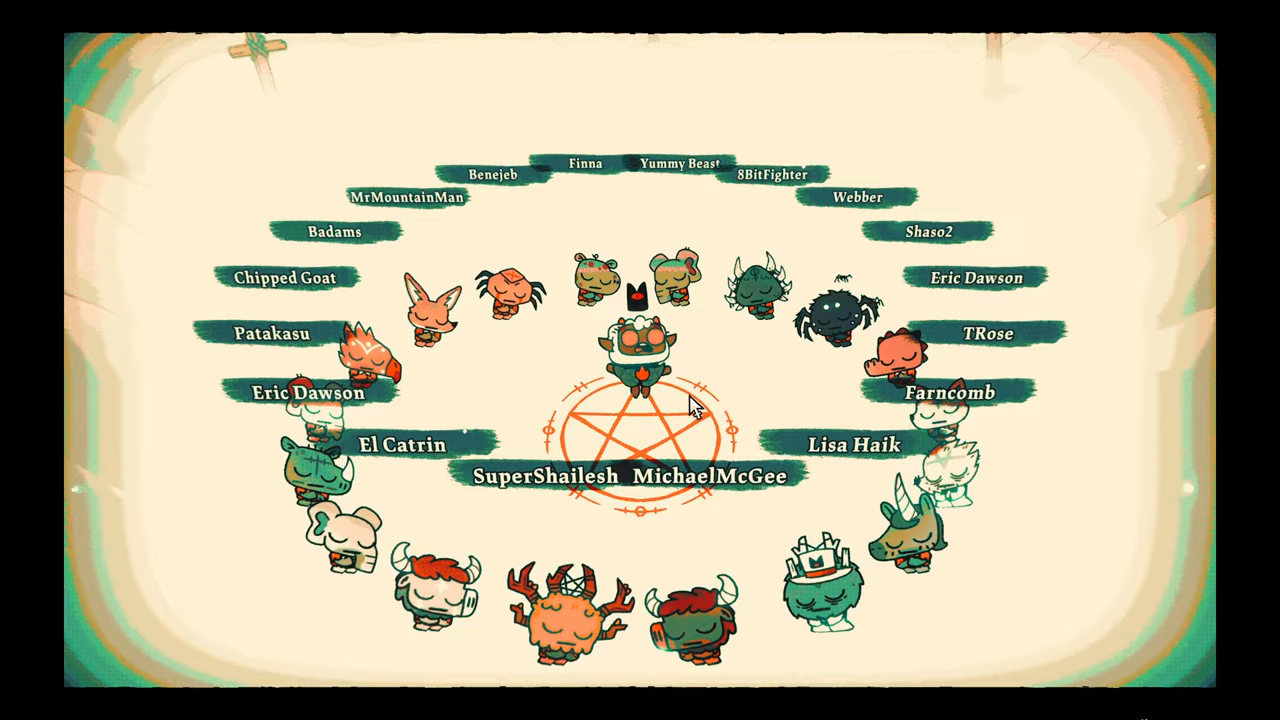 Finna
Yummy Beast
Benejeb
8BitFighter
MrMountainMan
Webber
Badams
Shaso2
Chipped Goat
Eric Dawson
Patakasu
TRose
Eric Dawson
Farncomb
El Catrin
Lisa Haik
SuperShailesh
MichaelMcGee